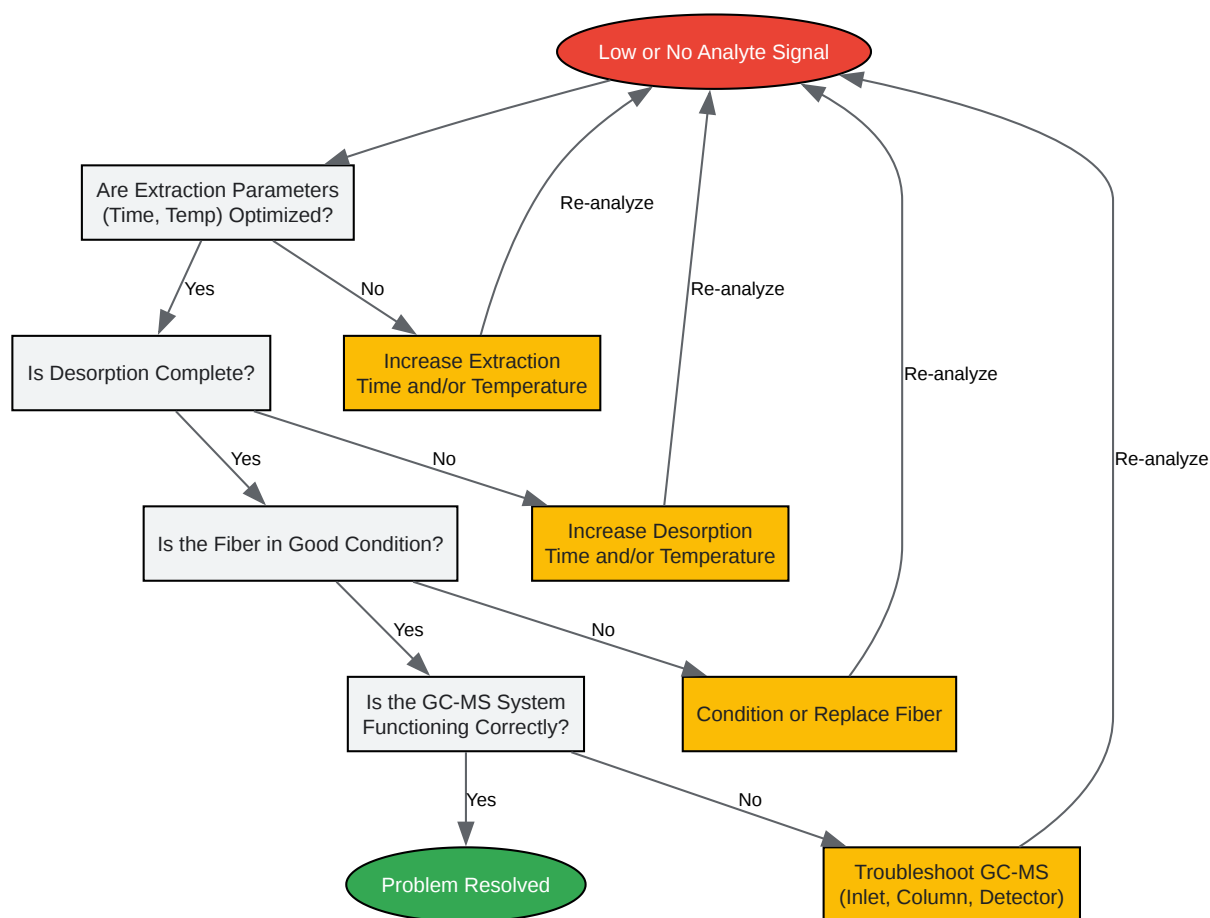 Low or No Analyte Signal
Are Extraction Parameters
(Time, Temp) Optimized?
Re-analyze
Re-analyze
Yes
No
Is Desorption Complete?
Increase Extraction
Time and/or Temperature
Re-analyze
Yes
No
Re-analyze
Is the Fiber in Good Condition?
Increase Desorption
Time and/or Temperature
Yes
No
Is the GC-MS System
Functioning Correctly?
Condition or Replace Fiber
Yes
No
Problem Resolved
Troubleshoot GC-MS
(Inlet, Column, Detector)